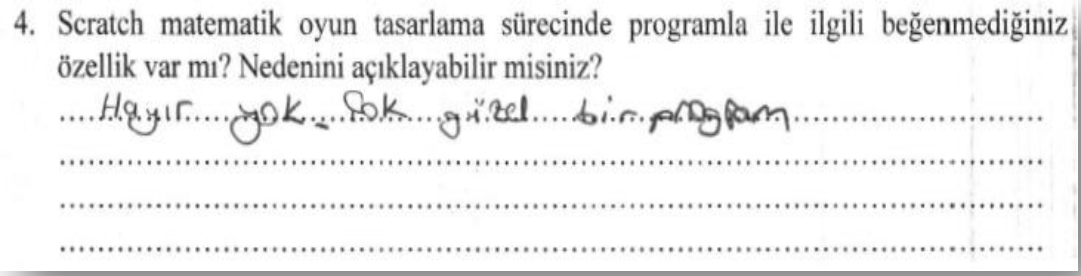 4. Scratch matematik oyun tasarlama sürecinde programla ile ilgili beğenmediğiniz
özellik var mı? Nedenini açıklayabilir misiniz?
Hayır yok. Çok güzel bir program